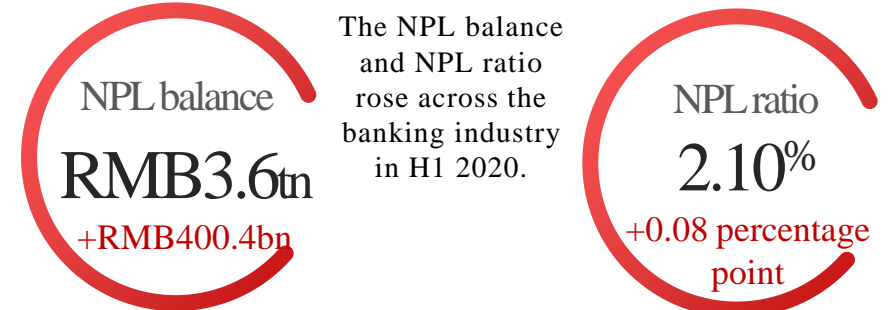 NPL balance
RMB3.6tn
+RMB400.4bn
The NPL balance
and NPL ratio
rose across the
banking industry
in H1 2020.
NPL ratio
2.10%
+0.08 percentage
point